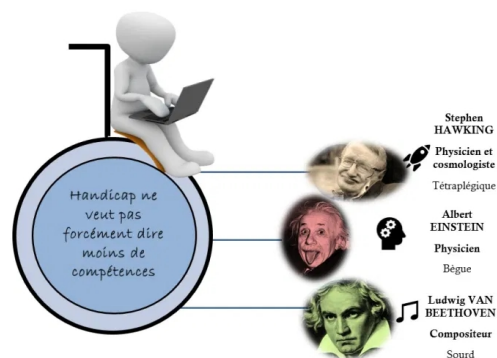 Handicap ne
veut pas
forcément dire
moins de
compétences
Stephen
HAWKING
Physicien et
cosmologiste
Tétraplégique
Albert
EINSTEIN
Physicien
Bègue
Ludwig VAN
BEETHOVEN
Compositeur
Sourd